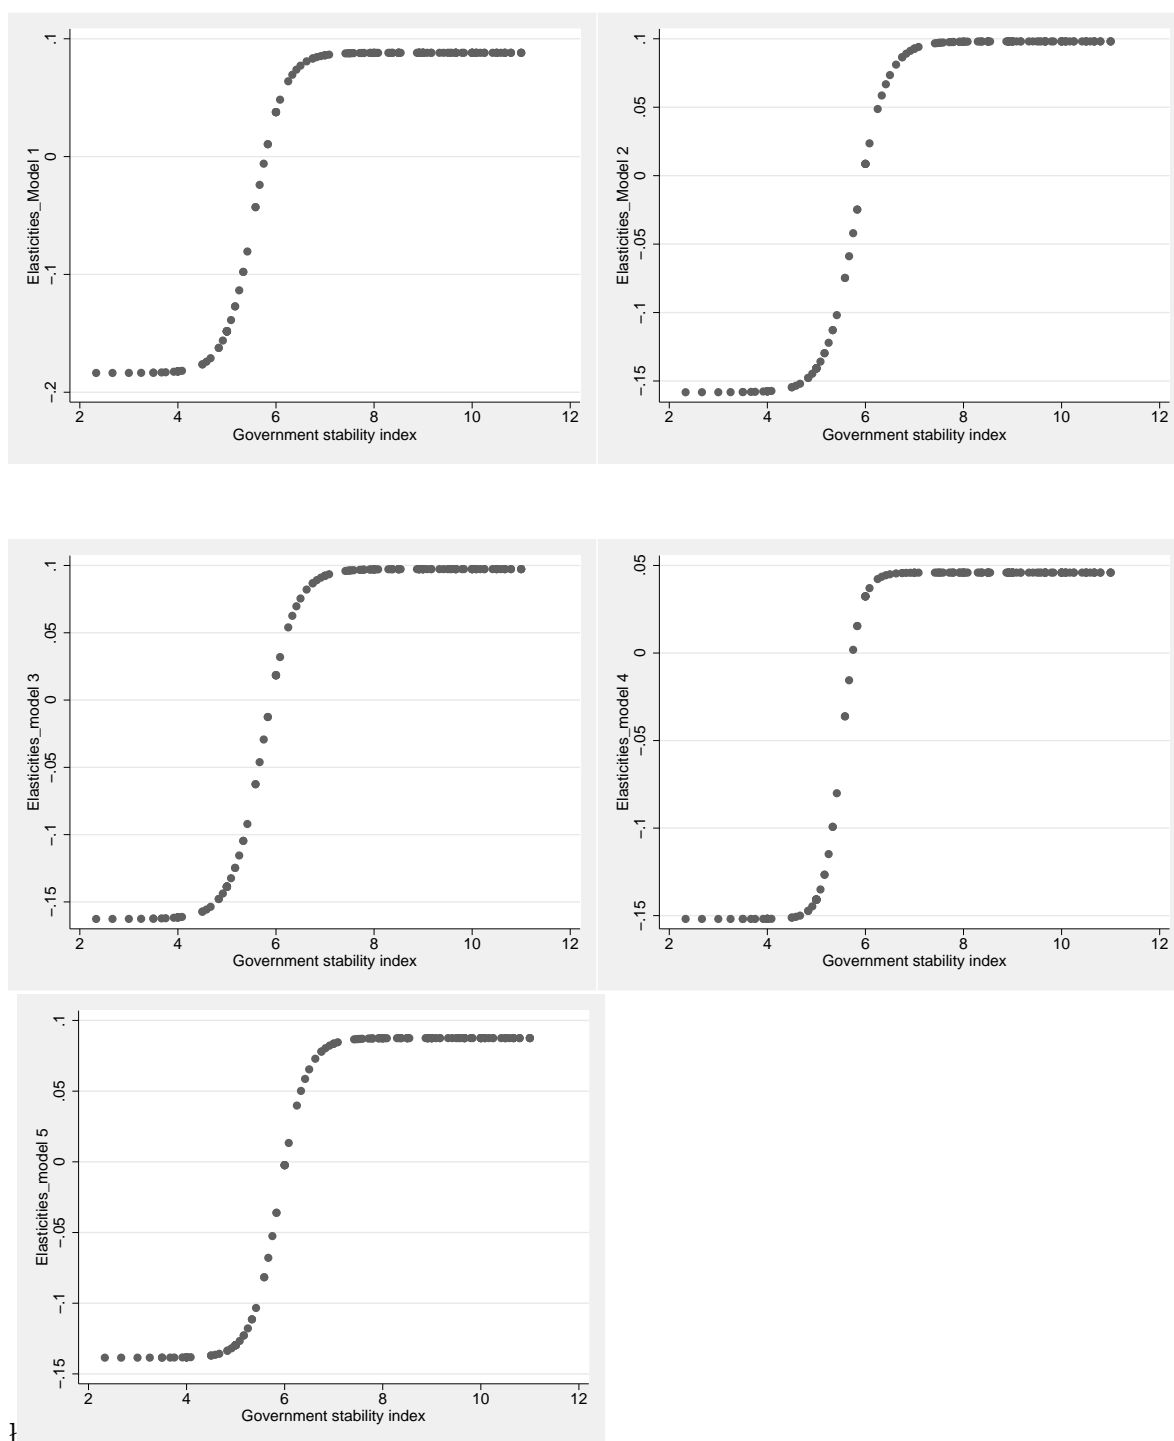 Elasticities_Model 1
.1
0
−.1
−.2
2 4 6 8 10 12
Government stability index
Elasticities_Model 2
.1
.05
0
−.05
−.1
−.15
2 4 6 8 10 12
Government stability index
Elasticities_model 3
.1
.05
0
−.05
−.1
−.15
2 4 6 8 10 12
Government stability index
Elasticities_model 4
.05
0
−.05
−.1
−.15
2 4 6 8 10 12
Government stability index
Elasticities_model 5
.1
.05
0
−.05
−.1
−.15
2 4 6 8 10 12
Government stability index